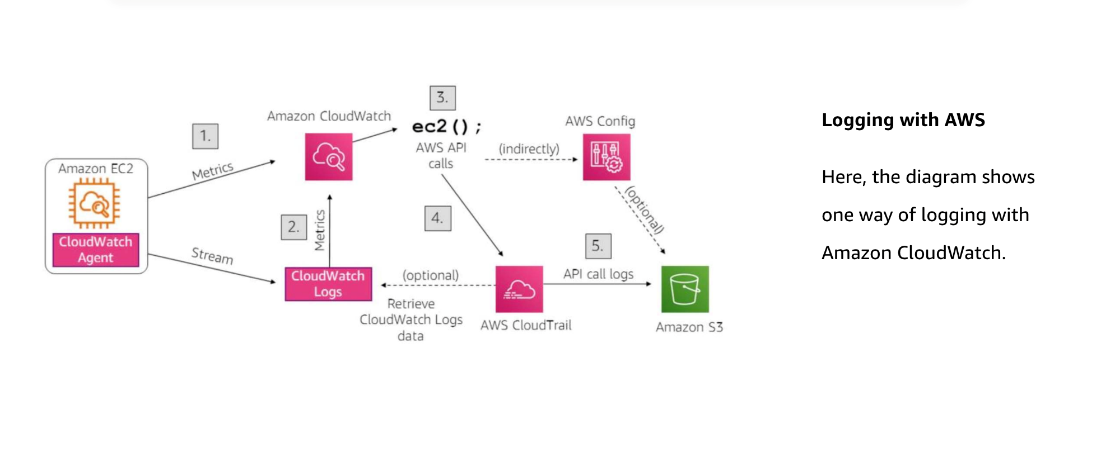 3.
Amazon CloudWatch
ec2();
AWS API
calls
AWS Config
1.
Metrics
(indirectly)
Amazon EC2
CloudWatch
Agent
(optional)
2.
Metrics
4.
5.
Stream
CloudWatch
Logs
(optional)
Retrieve
CloudWatch Logs
data
API call logs
AWS CloudTrail
Amazon S3
Logging with AWS
Here, the diagram shows
one way of logging with
Amazon CloudWatch.